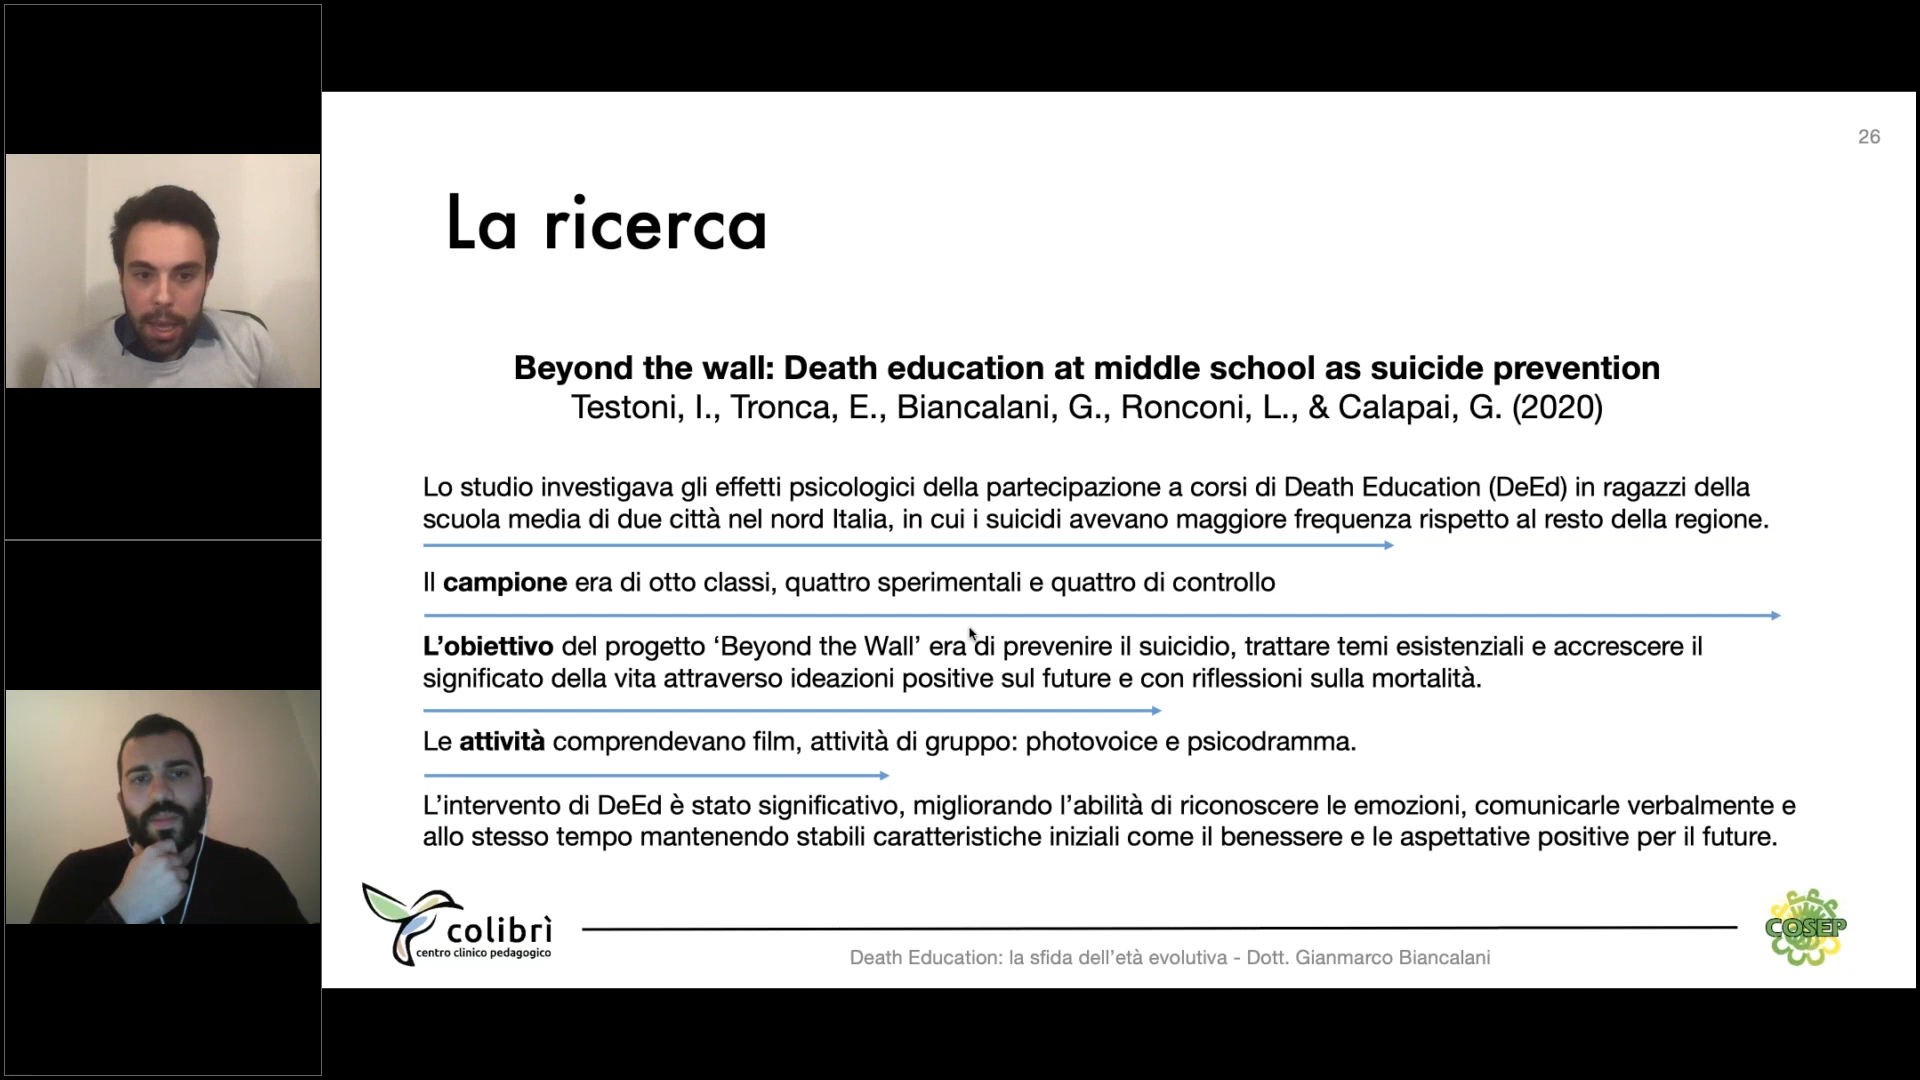 26
La ricerca
Beyond the wall: Death education at middle school as suicide prevention
Testoni, I., Tronca, E., Biancalani, G., Ronconi, L., & Calapai, G. (2020)
Lo studio investigava gli effetti psicologici della partecipazione a corsi di Death Education (DeEd) in ragazzi della
scuola media di due città nel nord Italia, in cui i suicidi avevano maggiore frequenza rispetto al resto della regione.
Il campione era di otto classi, quattro sperimentali e quattro di controllo
L’obiettivo del progetto ‘Beyond the Wall’ era di prevenire il suicidio, trattare temi esistenziali e accrescere il
significato della vita attraverso ideazioni positive sul future e con riflessioni sulla mortalità.
Le attività comprendevano film, attività di gruppo: photovoice e psicodramma.
L’intervento di DeEd è stato significativo, migliorando l’abilità di riconoscere le emozioni, comunicarle verbalmente e
allo stesso tempo mantenendo stabili caratteristiche iniziali come il benessere e le aspettative positive per il future.
colibrì
centro clinico pedagogico
Death Education: la sfida dell’età evolutiva - Dott. Gianmarco Biancalani
COSEP